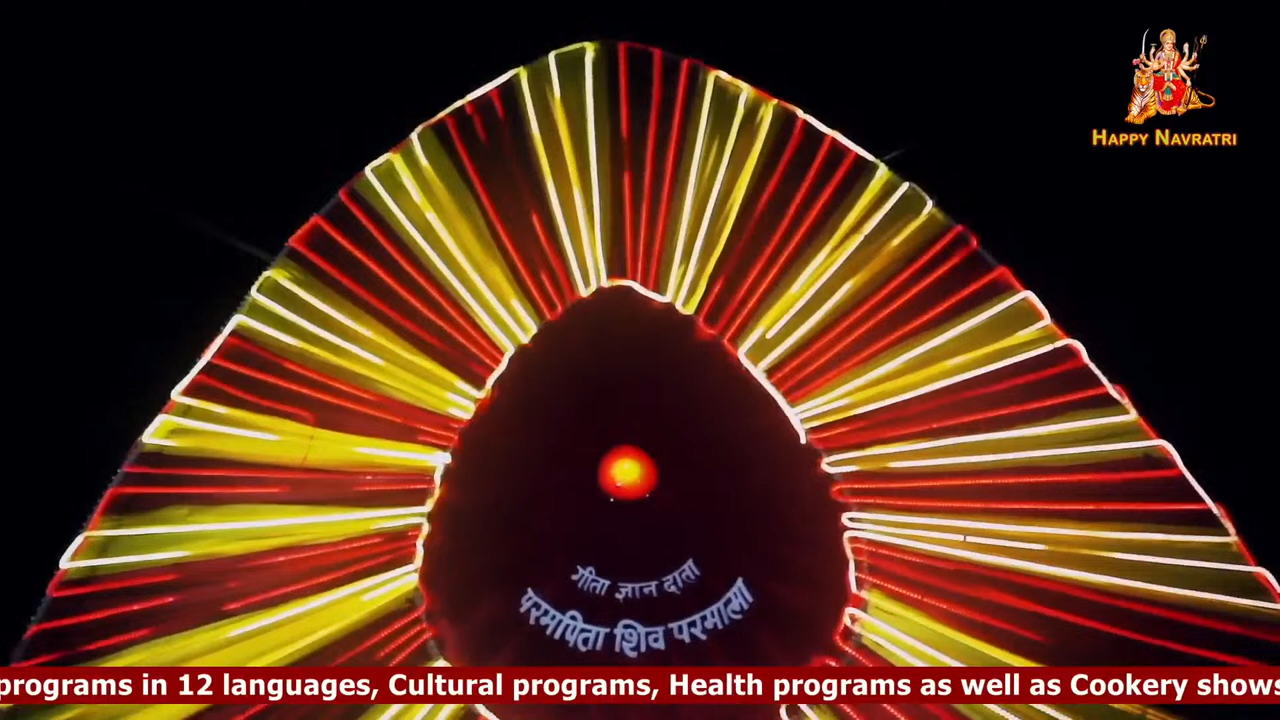 HAPPY NAVRATRI
गीता ज्ञान दाता
परमपिता शिव परमात्मा
programs in 12 languages, Cultural programs, Health programs as well as Cookery shows